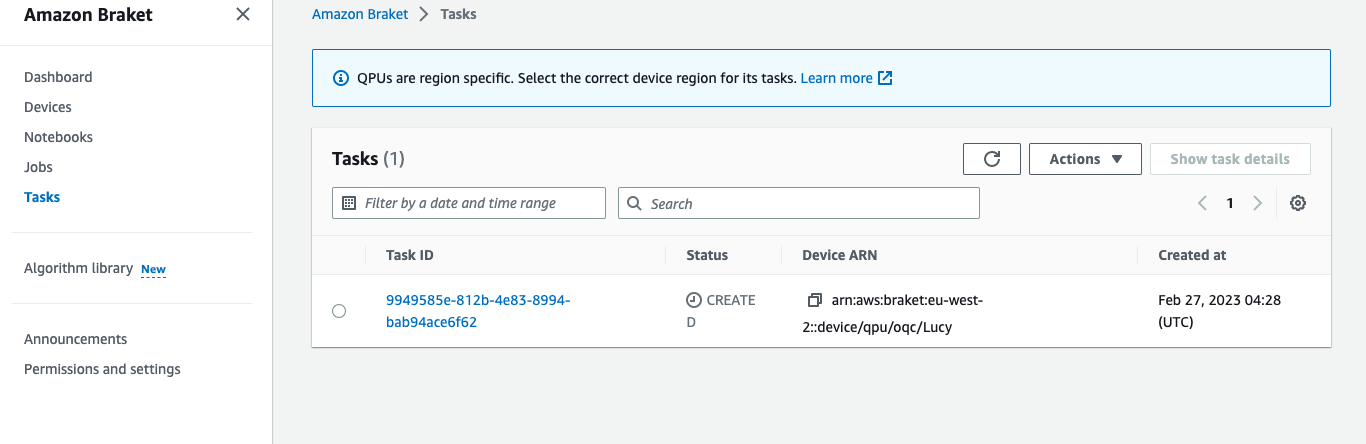 Amazon Braket
Dashboard
Devices
Notebooks
Jobs
Tasks
Algorithm library New
Announcements
Permissions and settings
Amazon Braket > Tasks
QPUs are region specific. Select the correct device region for its tasks. Learn more
Tasks (1)
Actions
Show task details
Filter by a date and time range
Search
1
Task ID Status Device ARN Created at
9949585e-812b-4e83-8994- CREATE arn:aws:braket:eu-west- Feb 27, 2023 04:28
bab94ace6f62 D 2::device/qpu/oqc/Lucy (UTC)